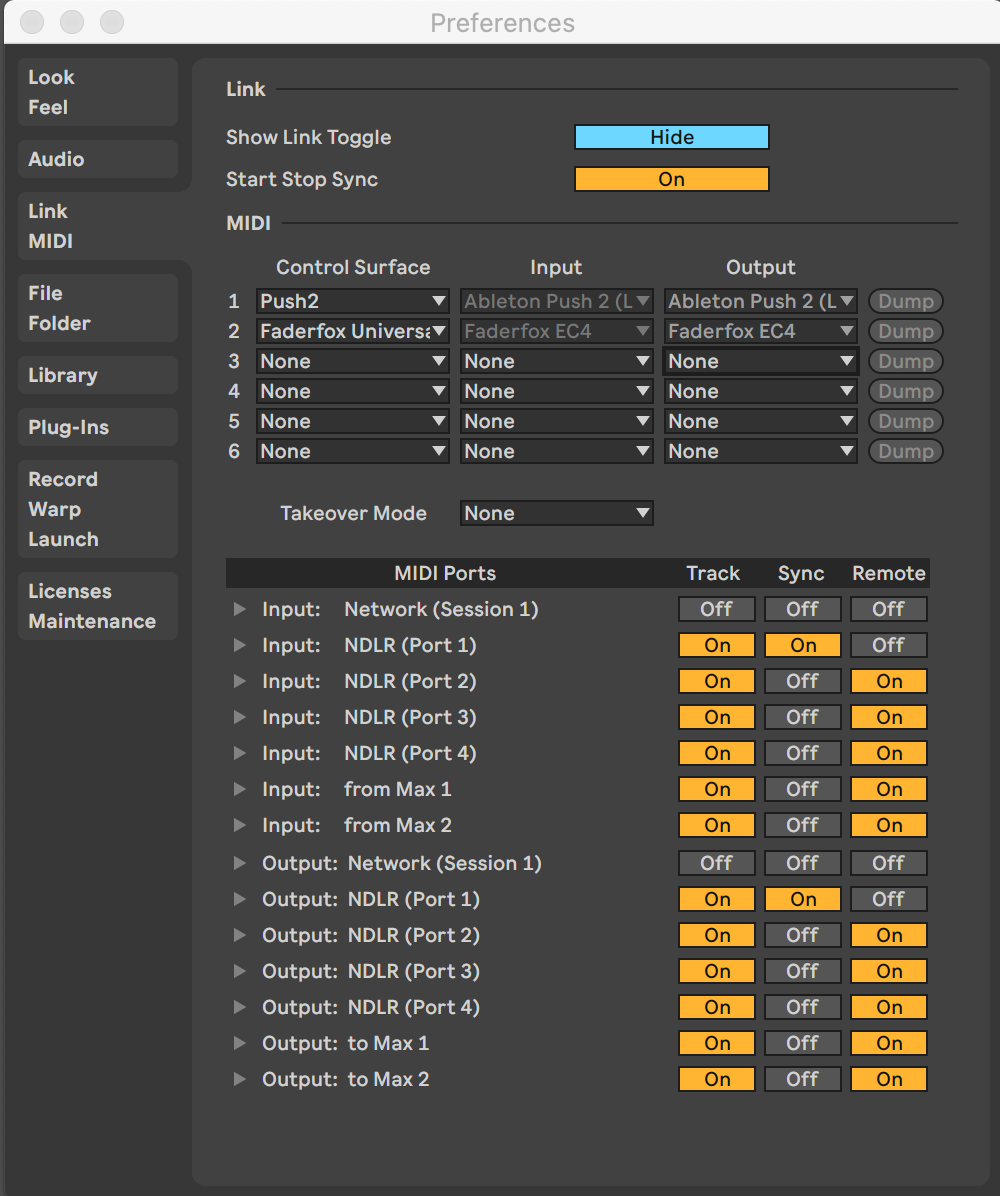 Preferences
Look
Feel
Audio
Link
MIDI
File
Folder
Library
Plug-Ins
Record
Warp
Launch
Licenses
Maintenance
Link
Show Link Toggle Hide
Start Stop Sync On
MIDI
Control Surface Input Output
1 Push2 Ableton Push 2 (L Ableton Push 2 (L Dump
2 Faderfox Universa Faderfox EC4 Faderfox EC4 Dump
3 None None None Dump
4 None None None Dump
5 None None None Dump
6 None None None Dump
Takeover Mode None
MIDI Ports Track Sync Remote
Input: Network (Session 1) Off Off Off
Input: NDLR (Port 1) On On Off
Input: NDLR (Port 2) On Off On
Input: NDLR (Port 3) On Off On
Input: NDLR (Port 4) On Off On
Input: from Max 1 On Off On
Input: from Max 2 On Off On
Output: Network (Session 1) Off Off Off
Output: NDLR (Port 1) On On Off
Output: NDLR (Port 2) On Off On
Output: NDLR (Port 3) On Off On
Output: NDLR (Port 4) On Off On
Output: to Max 1 On Off On
Output: to Max 2 On Off On